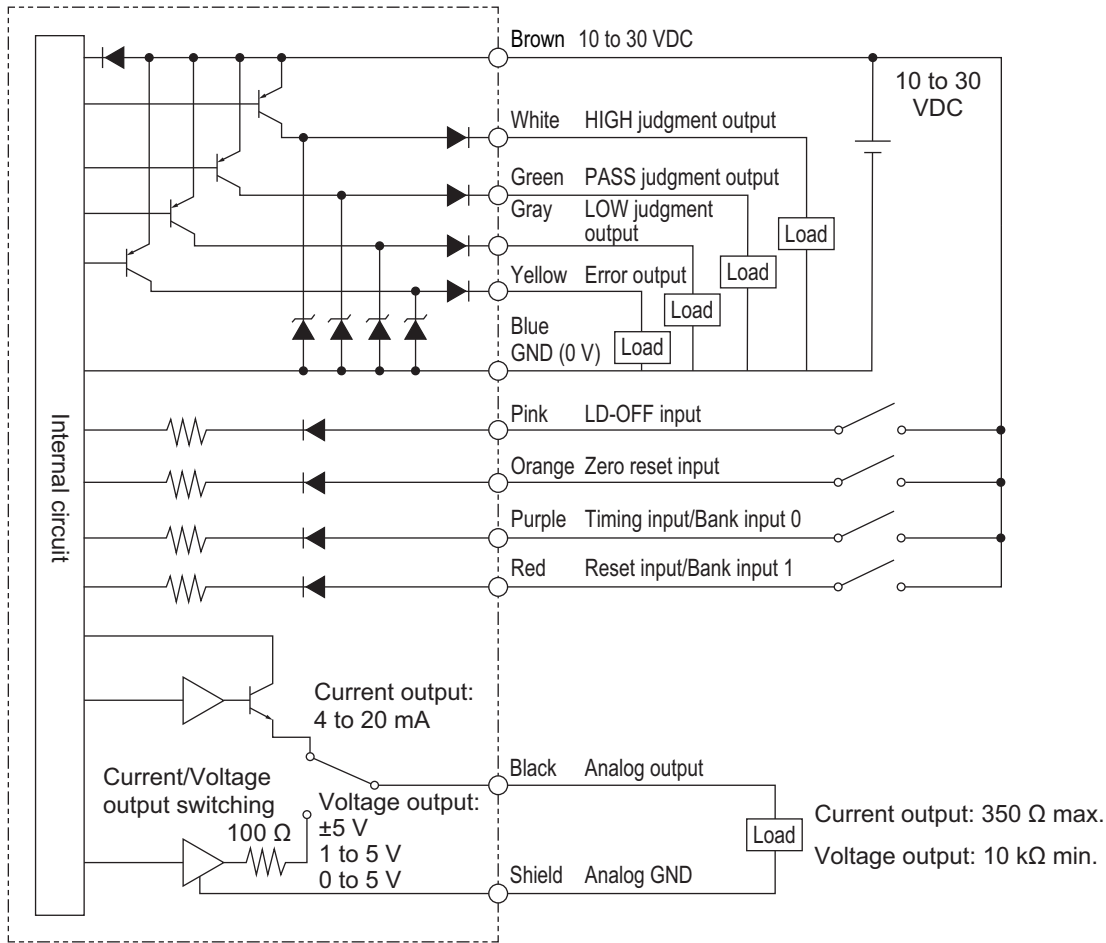 Brown 10 to 30 VDC
10 to 30
VDC
White HIGH judgment output
Green PASS judgment output
Gray LOW judgment
output
Load
Load
Yellow Error output
Load
Blue
GND (0 V)
Load
Internal circuit
Pink LD-OFF input
Orange Zero reset input
Purple Timing input/Bank input 0
Red Reset input/Bank input 1
Current output:
4 to 20 mA
Black Analog output
Current/Voltage
output switching
100 Ω
Voltage output:
±5 V
1 to 5 V
0 to 5 V
Load
Current output: 350 Ω max.
Voltage output: 10 kΩ min.
Shield Analog GND